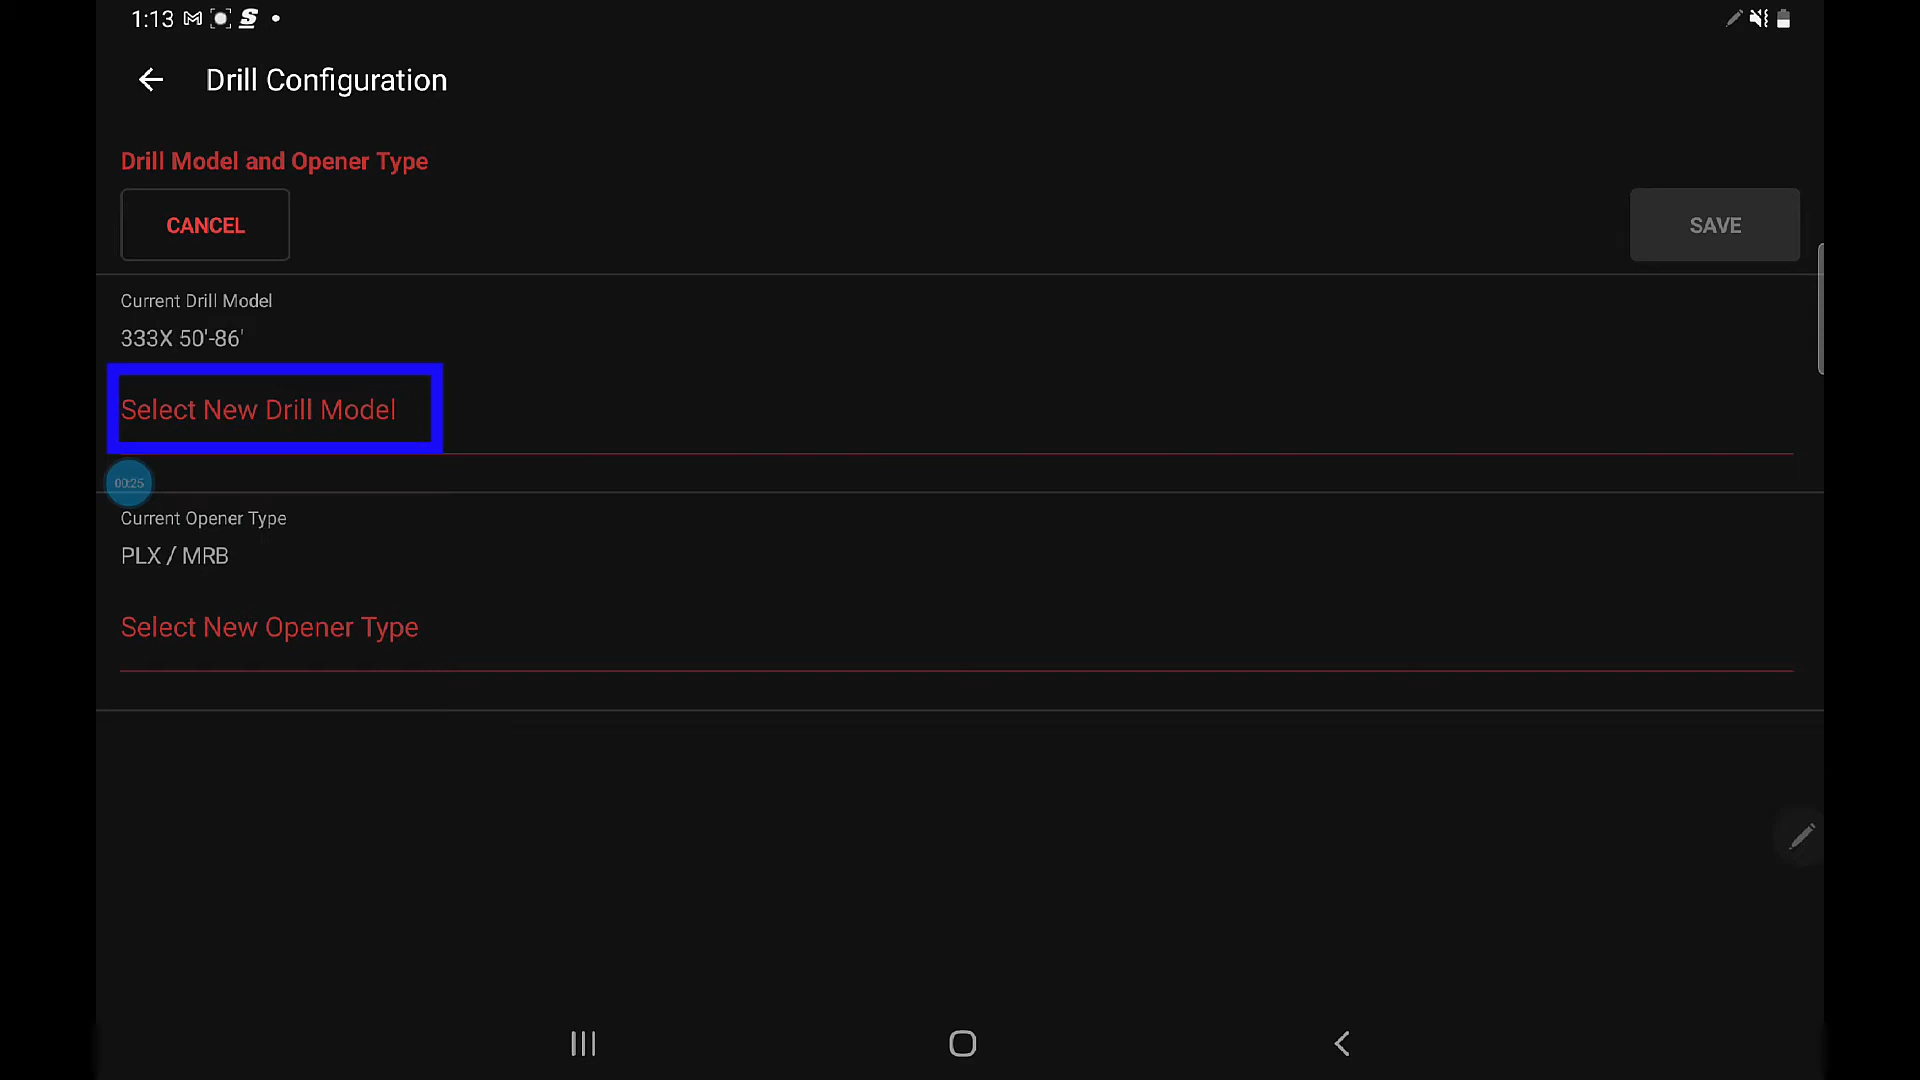 1:13
Drill Configuration
Drill Model and Opener Type
CANCEL
SAVE
Current Drill Model
333X 50'-86'
Select New Drill Model
00:25
Current Opener Type
PLX / MRB
Select New Opener Type